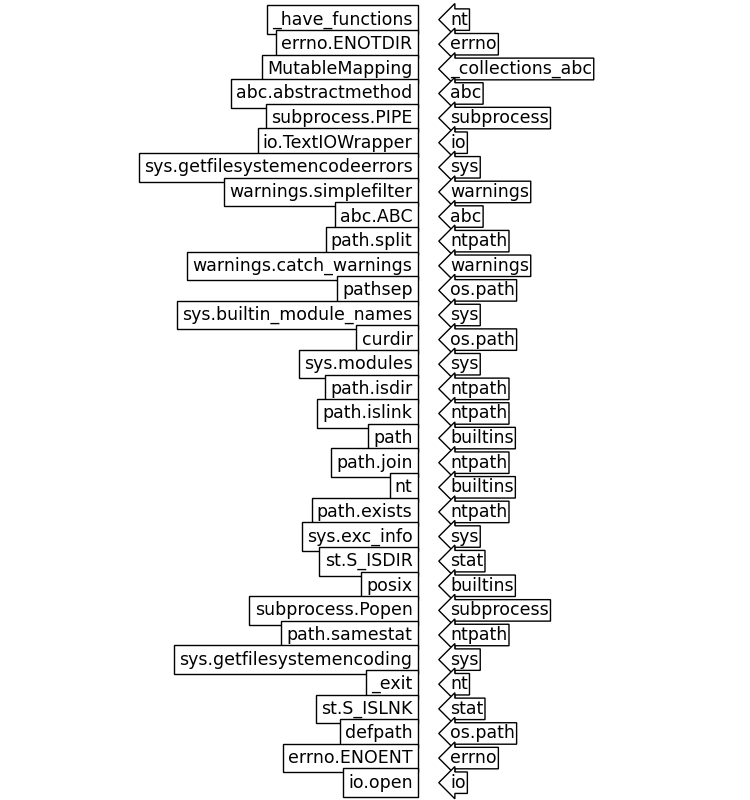 _have_functions nt
errno.ENOTDIR errno
MutableMapping _collections_abc
abc.abstractmethod abc
subprocess.PIPE subprocess
io.TextIOWrapper io
sys.getfilesystemencodeerrors sys
warnings.simplefilter warnings
abc.ABC abc
path.split ntpath
warnings.catch_warnings warnings
pathsep os.path
sys.builtin_module_names sys
curdir os.path
sys.modules sys
path.isdir ntpath
path.islink ntpath
path builtins
path.join ntpath
nt builtins
path.exists ntpath
sys.exc_info sys
st.S_ISDIR stat
posix builtins
subprocess.Popen subprocess
path.samestat ntpath
sys.getfilesystemencoding sys
_exit nt
st.S_ISLNK stat
defpath os.path
errno.ENOENT errno
io.open io